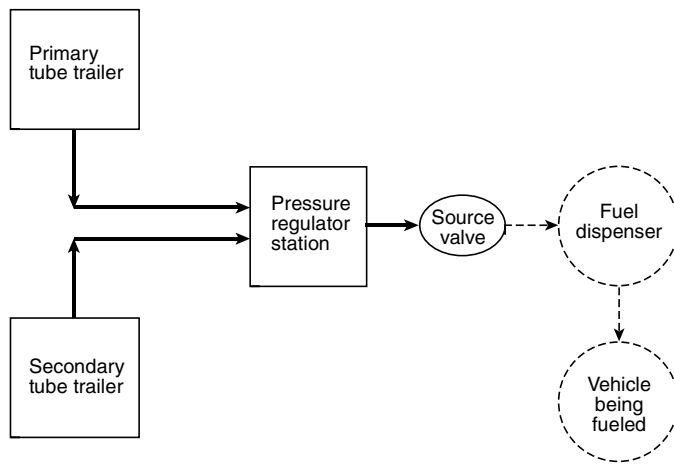 Primary
tube trailer
Pressure
regulator
station
Source
valve
Fuel
dispenser
Secondary
tube trailer
Vehicle
being
fueled